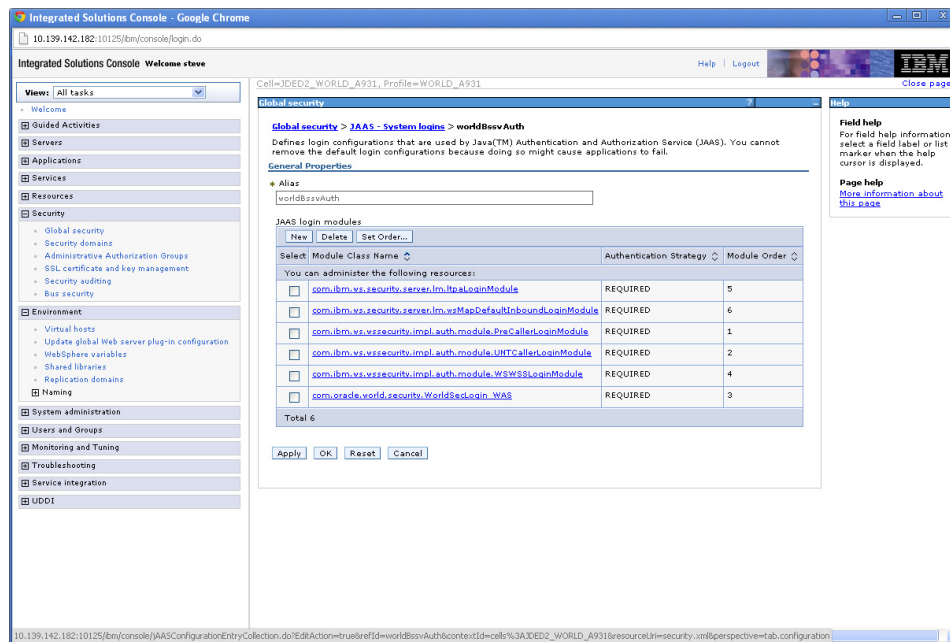 Integrated Solutions Console - Google Chrome
10.139.142.182:10125/ibm/console/login.do
Integrated Solutions Console Welcome steve
Help | Logout
IBM
Cell=JDED2_WORLD_A931, Profile=WORLD_A931
Close page
View: All tasks
Welcome
Guided Activities
Servers
Applications
Services
Resources
Security
Global security
Security domains
Administrative Authorization Groups
SSL certificate and key management
Security auditing
Bus security
Environment
Virtual hosts
Update global Web server plug-in configuration
WebSphere variables
Shared libraries
Replication domains
Naming
System administration
Users and Groups
Monitoring and Tuning
Troubleshooting
Service integration
UDDI
Global security ? -
Global security > JAAS - System logins > worldBssvAuth
Defines login configurations that are used by Java(TM) Authentication and Authorization Service (JAAS). You cannot
remove the default login configurations because doing so might cause applications to fail.
General Properties
* Alias
worldBssvAuth
JAAS login modules
New Delete Set Order...
Select Module Class Name Authentication Strategy Module Order
You can administer the following resources:
com.ibm.ws.security.server.lm.ltpaLoginModule REQUIRED 5
com.ibm.ws.security.server.lm.wsMapDefaultInboundLoginModule REQUIRED 6
com.ibm.ws.wssecurity.impl.auth.module.PreCallerLoginModule REQUIRED 1
com.ibm.ws.wssecurity.impl.auth.module.UNTCallerLoginModule REQUIRED 2
com.ibm.ws.wssecurity.impl.auth.module.WSWSSLoginModule REQUIRED 4
com.oracle.world.security.WorldSecLogin_WAS REQUIRED 3
Total 6
Apply OK Reset Cancel
Help
Field help
For field help information,
select a field label or list
marker when the help
cursor is displayed.
Page help
More information about
this page
10.139.142.182:10125/ibm/console/jAASConfigurationEntryCollection.do?EditAction=true&refId=worldBssvAuth&contextId=cells%3AJDED2_WORLD_A931&resourceUri=security.xml&perspective=tab.configuration